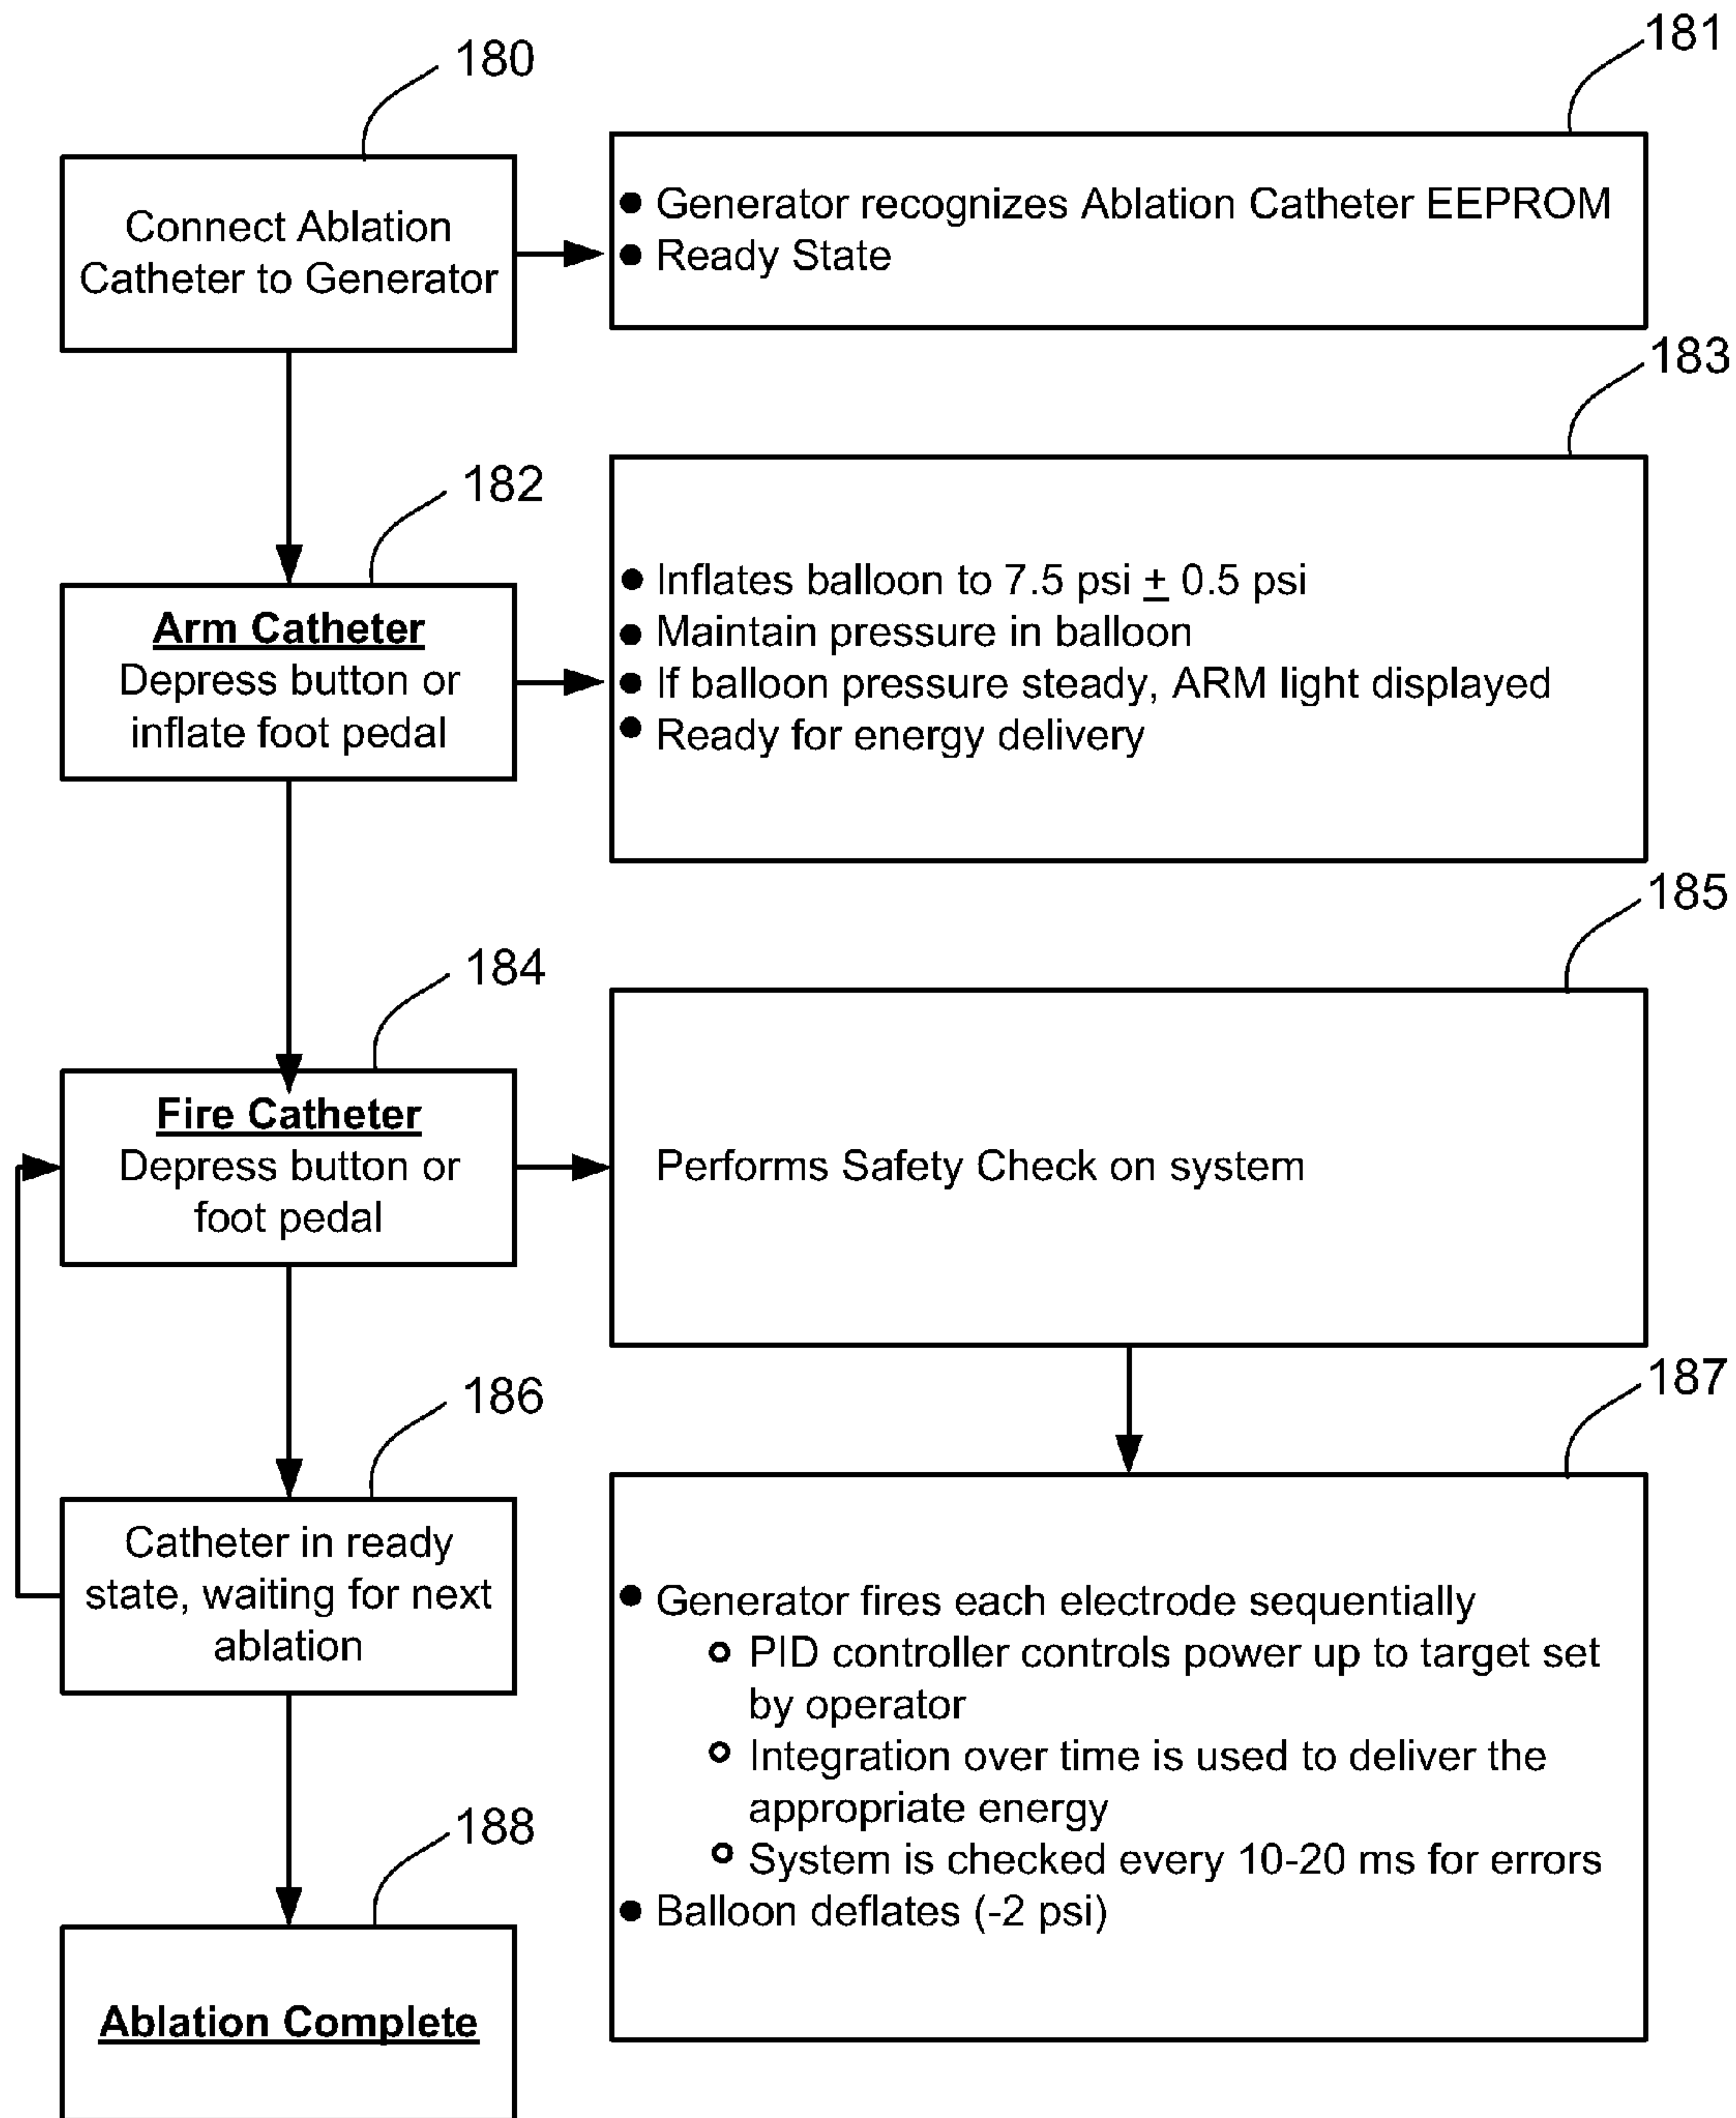 180
181
Connect Ablation
Catheter to Generator
● Generator recognizes Ablation Catheter EEPROM
● Ready State
182
183
Arm Catheter
Depress button or
inflate foot pedal
● Inflates balloon to 7.5 psi ± 0.5 psi
● Maintain pressure in balloon
● If balloon pressure steady, ARM light displayed
● Ready for energy delivery
184
185
Fire Catheter
Depress button or
foot pedal
Performs Safety Check on system
186
187
Catheter in ready
state, waiting for next
ablation
● Generator fires each electrode sequentially
o PID controller controls power up to target set
by operator
o Integration over time is used to deliver the
appropriate energy
o System is checked every 10-20 ms for errors
● Balloon deflates (-2 psi)
188
Ablation Complete